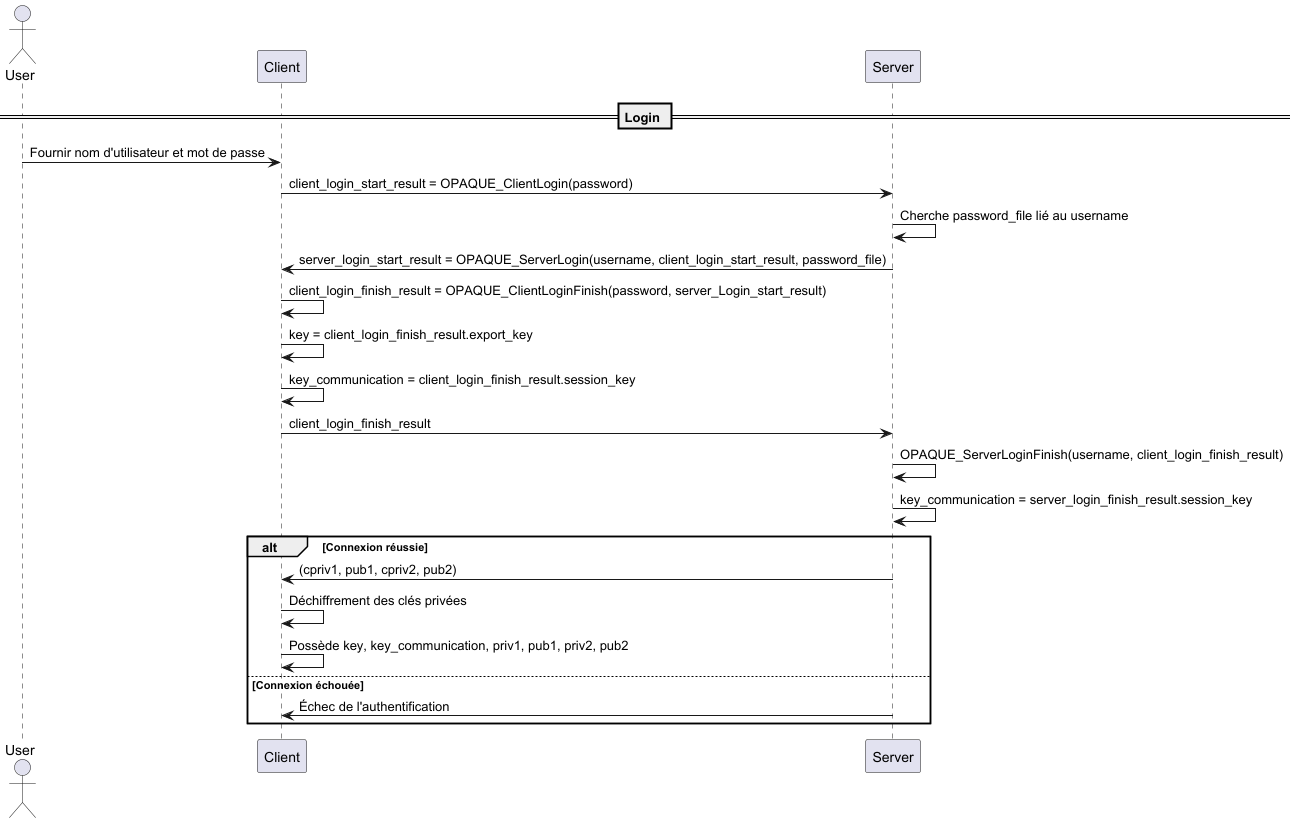 User
Client
Server
Login
Fournir nom d'utilisateur et mot de passe
client_login_start_result = OPAQUE_ClientLogin(password)
Cherche password_file lié au username
server_login_start_result = OPAQUE_ServerLogin(username, client_login_start_result, password_file)
client_login_finish_result = OPAQUE_ClientLoginFinish(password, server_Login_start_result)
key = client_login_finish_result.export_key
key_communication = client_login_finish_result.session_key
client_login_finish_result
OPAQUE_ServerLoginFinish(username, client_login_finish_result)
key_communication = server_login_finish_result.session_key
alt [Connexion réussie]
(cpriv1, pub1, cpriv2, pub2)
Déchiffrement des clés privées
Possède key, key_communication, priv1, pub1, priv2, pub2
[Connexion échouée]
Échec de l'authentification
User
Client
Server